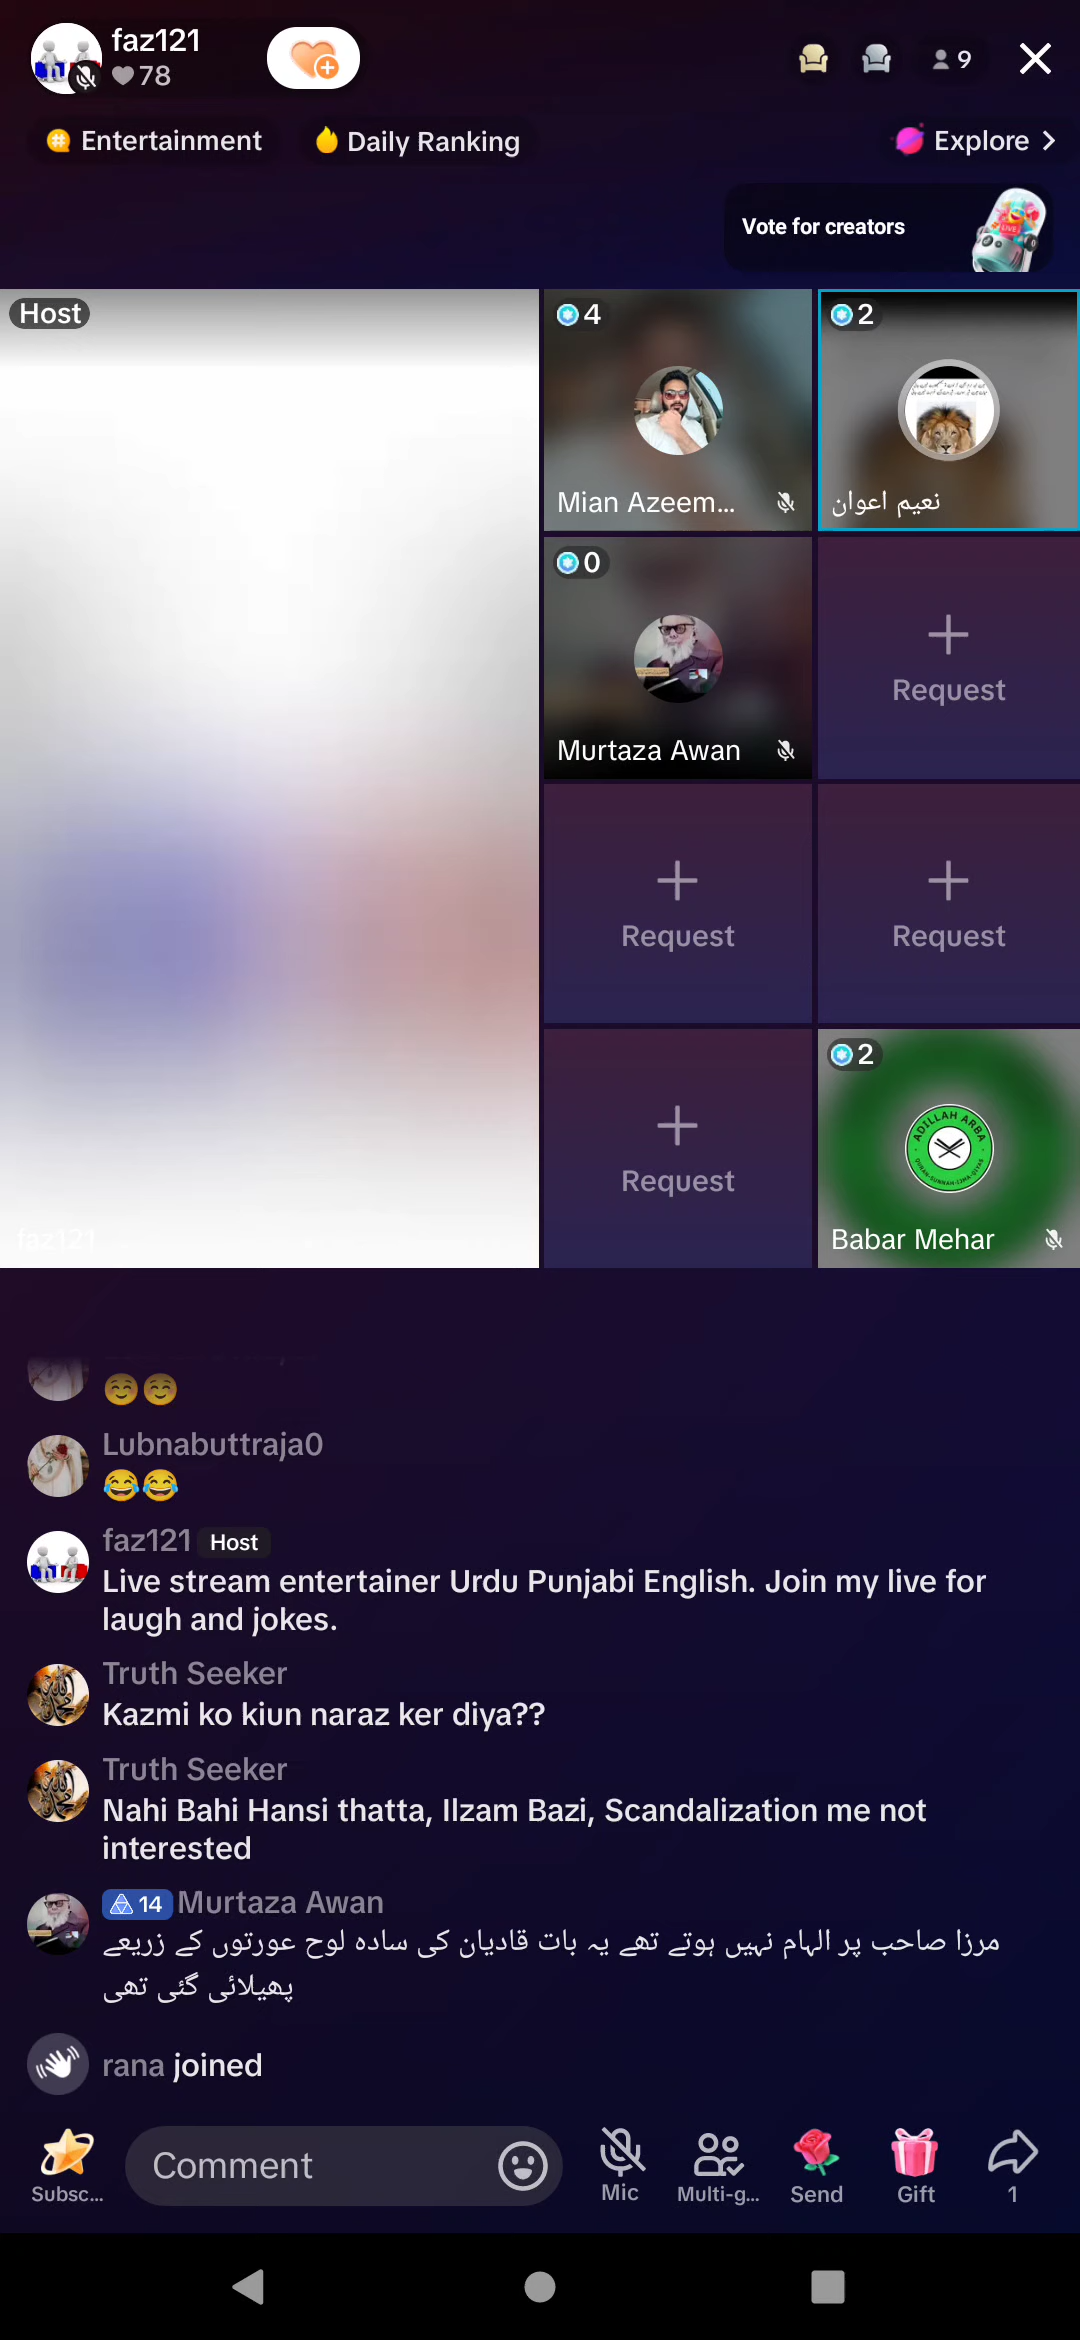 faz121
78
9
Entertainment
Daily Ranking
Explore
Vote for creators
LIVE
Host
4
2
Mian Azeem...
نعیم اعوان
0
Murtaza Awan
Request
Request
Request
Request
2
ADILLAH ARBA
Babar Mehar
faz121
☺️☺️
Lubnabuttraja0
😂😂
faz121 Host
Live stream entertainer Urdu Punjabi English. Join my live for
laugh and jokes.
Truth Seeker
Kazmi ko kiun naraz ker diya??
Truth Seeker
Nahi Bahi Hansi thatta, Ilzam Bazi, Scandalization me not
interested
14 Murtaza Awan
مرزا صاحب پر الہام نہیں ہوتے تھے یہ بات قادیان کی سادہ لوح عورتوں کے زریعے
پھیلائی گئی تھی
rana joined
Comment
Subsc...
Mic
Multi-g...
Send
Gift
1